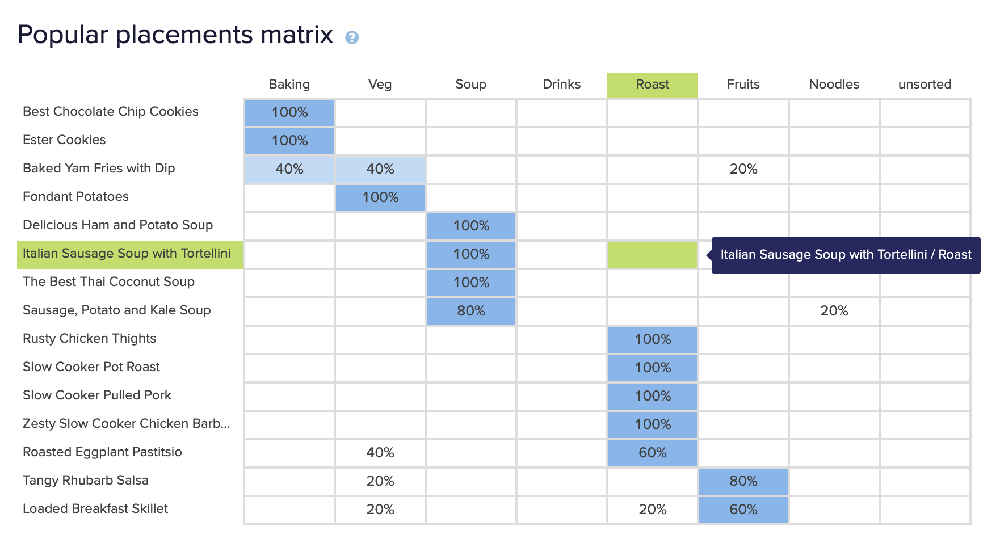 Popular placements matrix ?
Baking Veg Soup Drinks Roast Fruits Noodles unsorted
Best Chocolate Chip Cookies 100%
Ester Cookies 100%
Baked Yam Fries with Dip 40% 40% 20%
Fondant Potatoes 100%
Delicious Ham and Potato Soup 100%
Italian Sausage Soup with Tortellini 100% Italian Sausage Soup with Tortellini / Roast
The Best Thai Coconut Soup 100%
Sausage, Potato and Kale Soup 80% 20%
Rusty Chicken Thights 100%
Slow Cooker Pot Roast 100%
Slow Cooker Pulled Pork 100%
Zesty Slow Cooker Chicken Barb... 100%
Roasted Eggplant Pastitsio 40% 60%
Tangy Rhubarb Salsa 20% 80%
Loaded Breakfast Skillet 20% 20% 60%